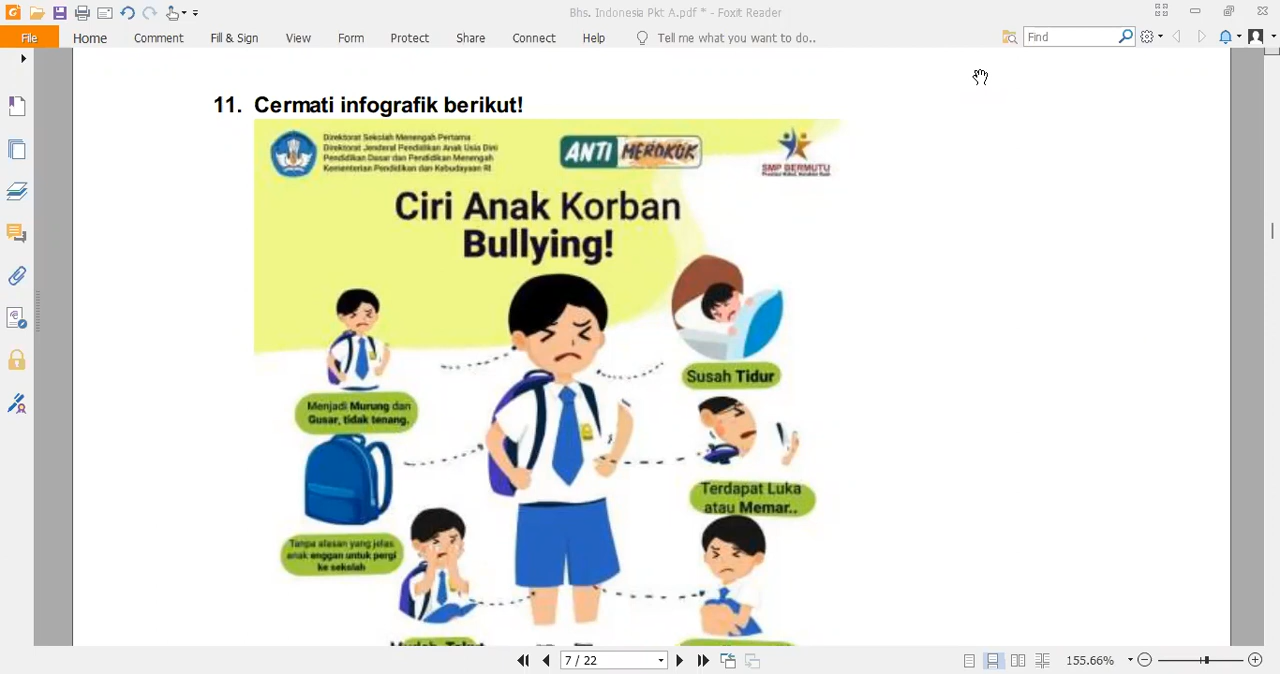 Bhs. Indonesia Pkt A.pdf * - Foxit Reader
File Home Comment Fill & Sign View Form Protect Share Connect Help Tell me what you want to do.. Find
11. Cermati infografik berikut!
Direktorat Sekolah Menengah Pertama
Direktorat Jenderal Pendidikan Anak Usia Dini
Pendidikan Dasar dan Pendidikan Menengah
Kementerian Pendidikan dan Kebudayaan RI
ANTI MEROKOK
SMP BERMUTU
Ciri Anak Korban
Bullying!
Susah Tidur
Menjadi Murung dan
Gusar, tidak tenang.
Terdapat Luka
atau Memar..
Tanpa alasan yang jelas
anak enggan untuk pergi
ke sekolah
Mudah Takut
7 / 22
155.66%